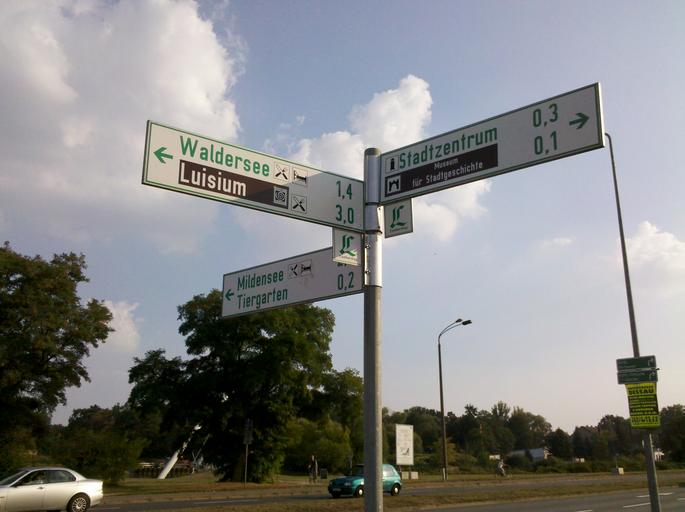 Waldersee 1,4
Luisium 3,0
Stadtzentrum 0,3
Museum
für Stadtgeschichte 0,1
L
L
Mildensee
Tiergarten 0,2
DESSAU